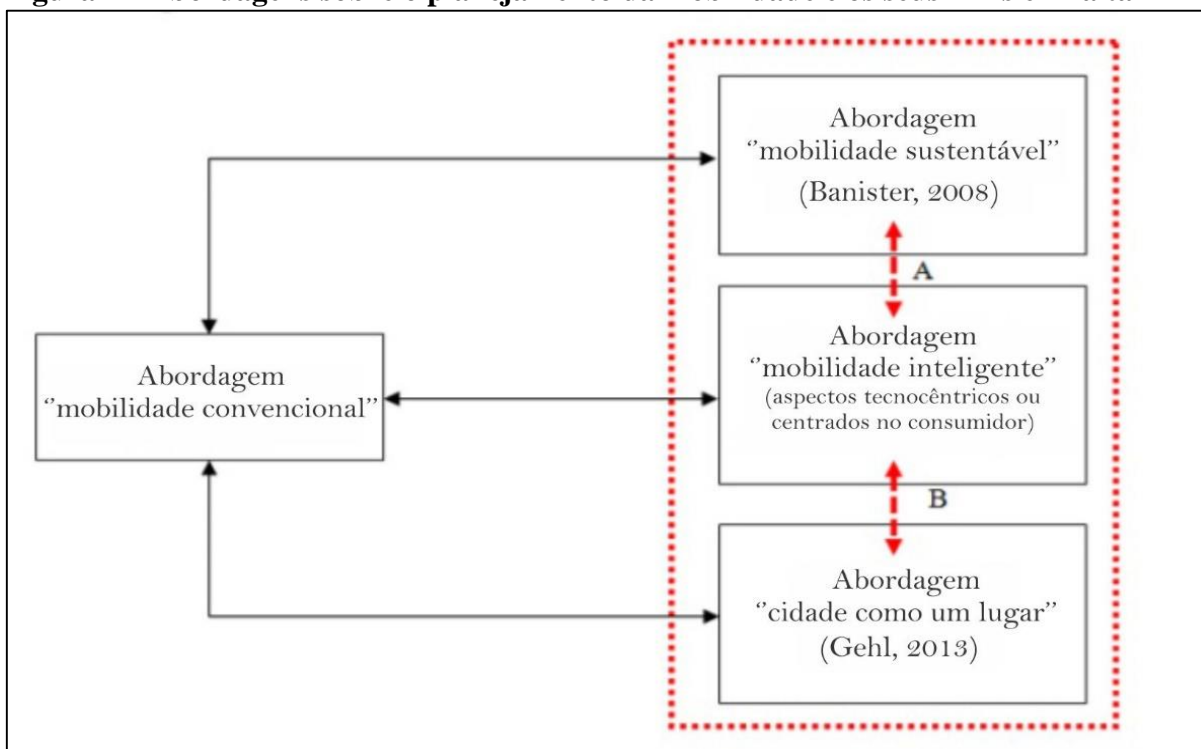 Abordagem
“mobilidade sustentável”
(Banister, 2008)
A
Abordagem
“mobilidade inteligente”
(aspectos tecnocêntricos ou
centrados no consumidor)
Abordagem
“mobilidade convencional”
B
Abordagem
“cidade como um lugar”
(Gehl, 2013)